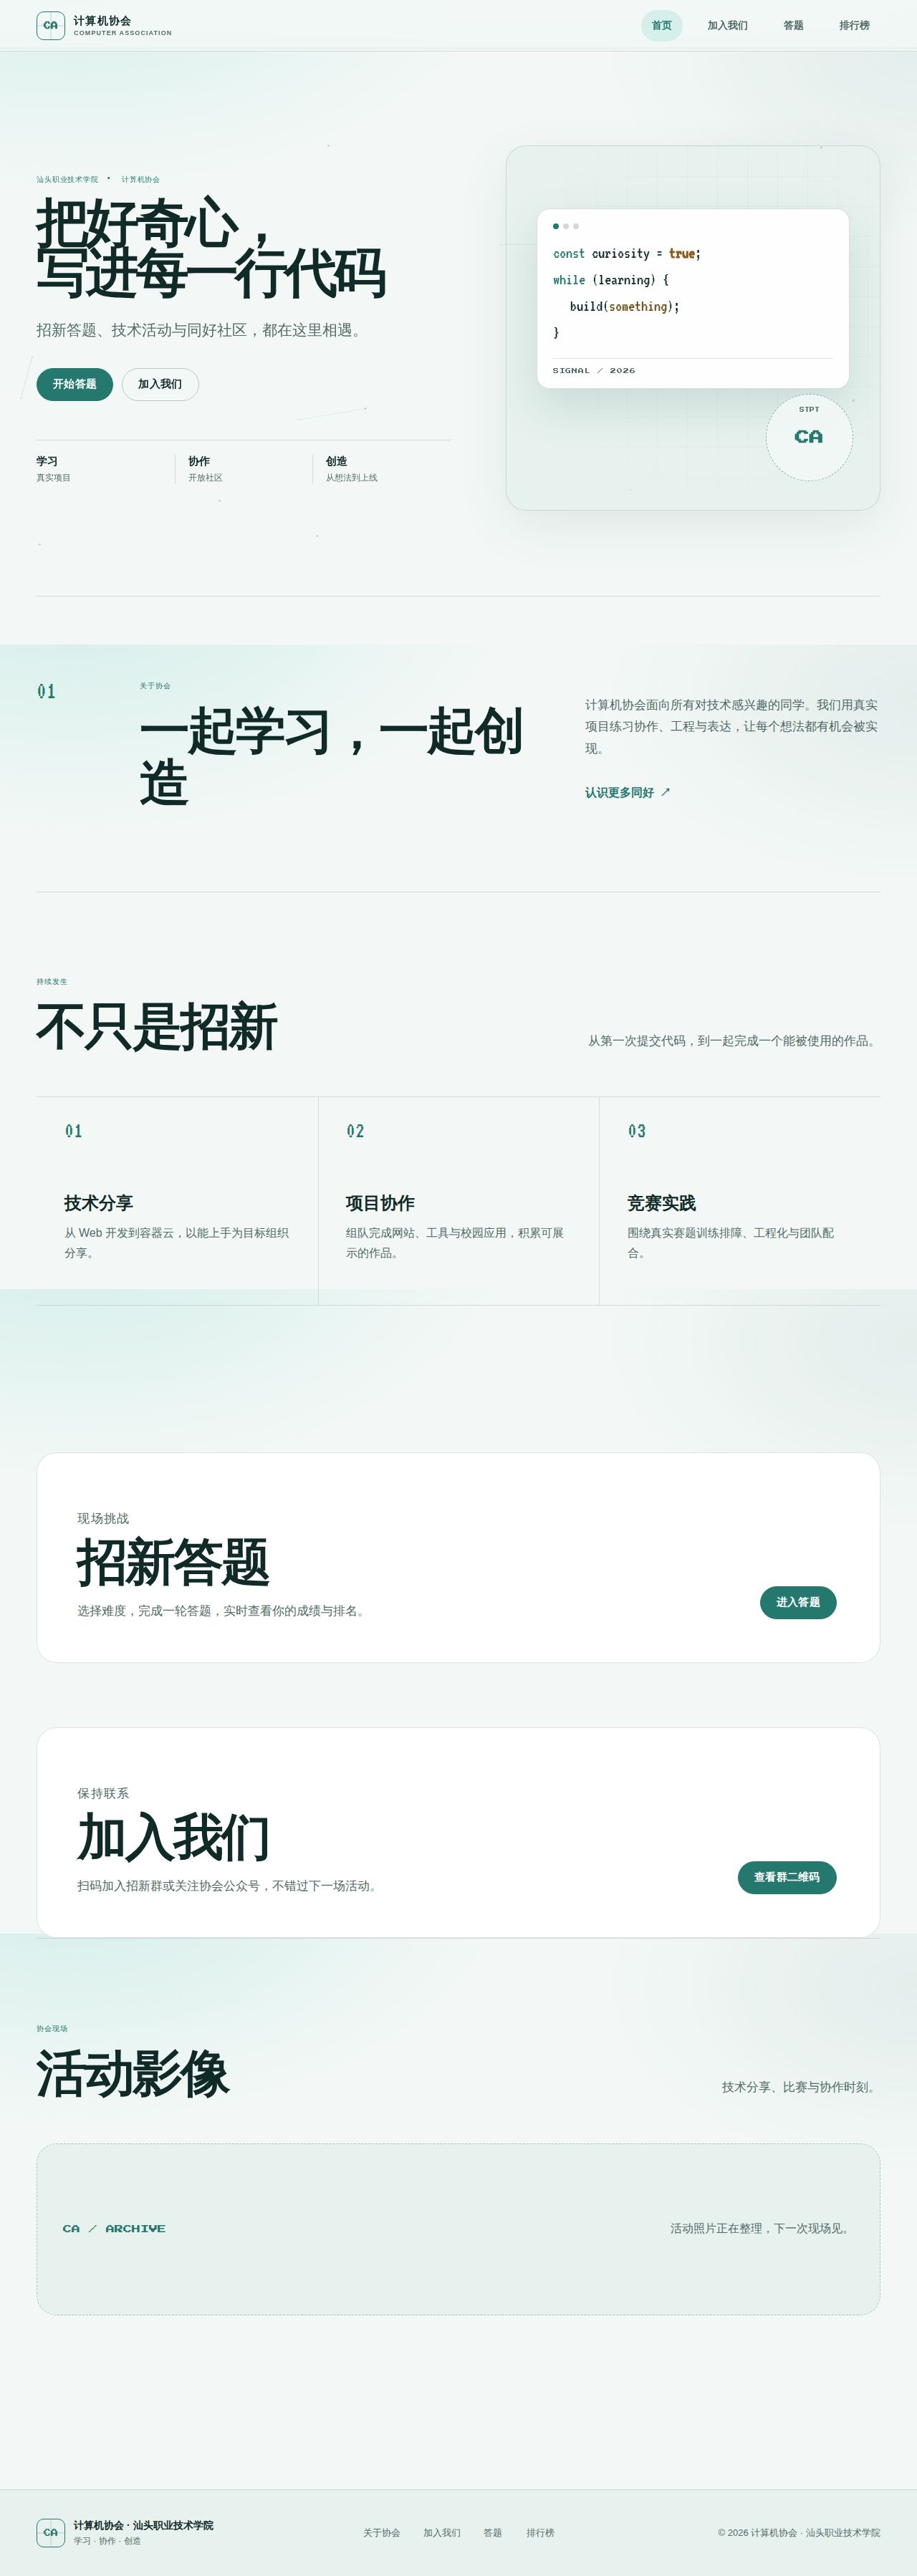 CA
计算机协会
COMPUTER ASSOCIATION
首页
加入我们
答题
排行榜
汕头职业技术学院 · 计算机协会
把好奇心，
写进每一行代码
招新答题、技术活动与同好社区，都在这里相遇。
开始答题
加入我们
学习
真实项目
协作
开放社区
创造
从想法到上线
const curiosity = true;
while (learning) {
build(something);
}
SIGNAL / 2026
STPT
CA
01
关于协会
一起学习，一起创
造
计算机协会面向所有对技术感兴趣的同学。我们用真实
项目练习协作、工程与表达，让每个想法都有机会被实
现。
认识更多同好 ↗
持续发生
不只是招新
从第一次提交代码，到一起完成一个能被使用的作品。
01
技术分享
从 Web 开发到容器云，以能上手为目标组织
分享。
02
项目协作
组队完成网站、工具与校园应用，积累可展
示的作品。
03
竞赛实践
围绕真实赛题训练排障、工程化与团队配
合。
现场挑战
招新答题
选择难度，完成一轮答题，实时查看你的成绩与排名。
进入答题
保持联系
加入我们
扫码加入招新群或关注协会公众号，不错过下一场活动。
查看群二维码
协会现场
活动影像
技术分享、比赛与协作时刻。
CA / ARCHIVE
活动照片正在整理，下一次现场见。
CA
计算机协会 · 汕头职业技术学院
学习 · 协作 · 创造
关于协会
加入我们
答题
排行榜
© 2026 计算机协会 · 汕头职业技术学院